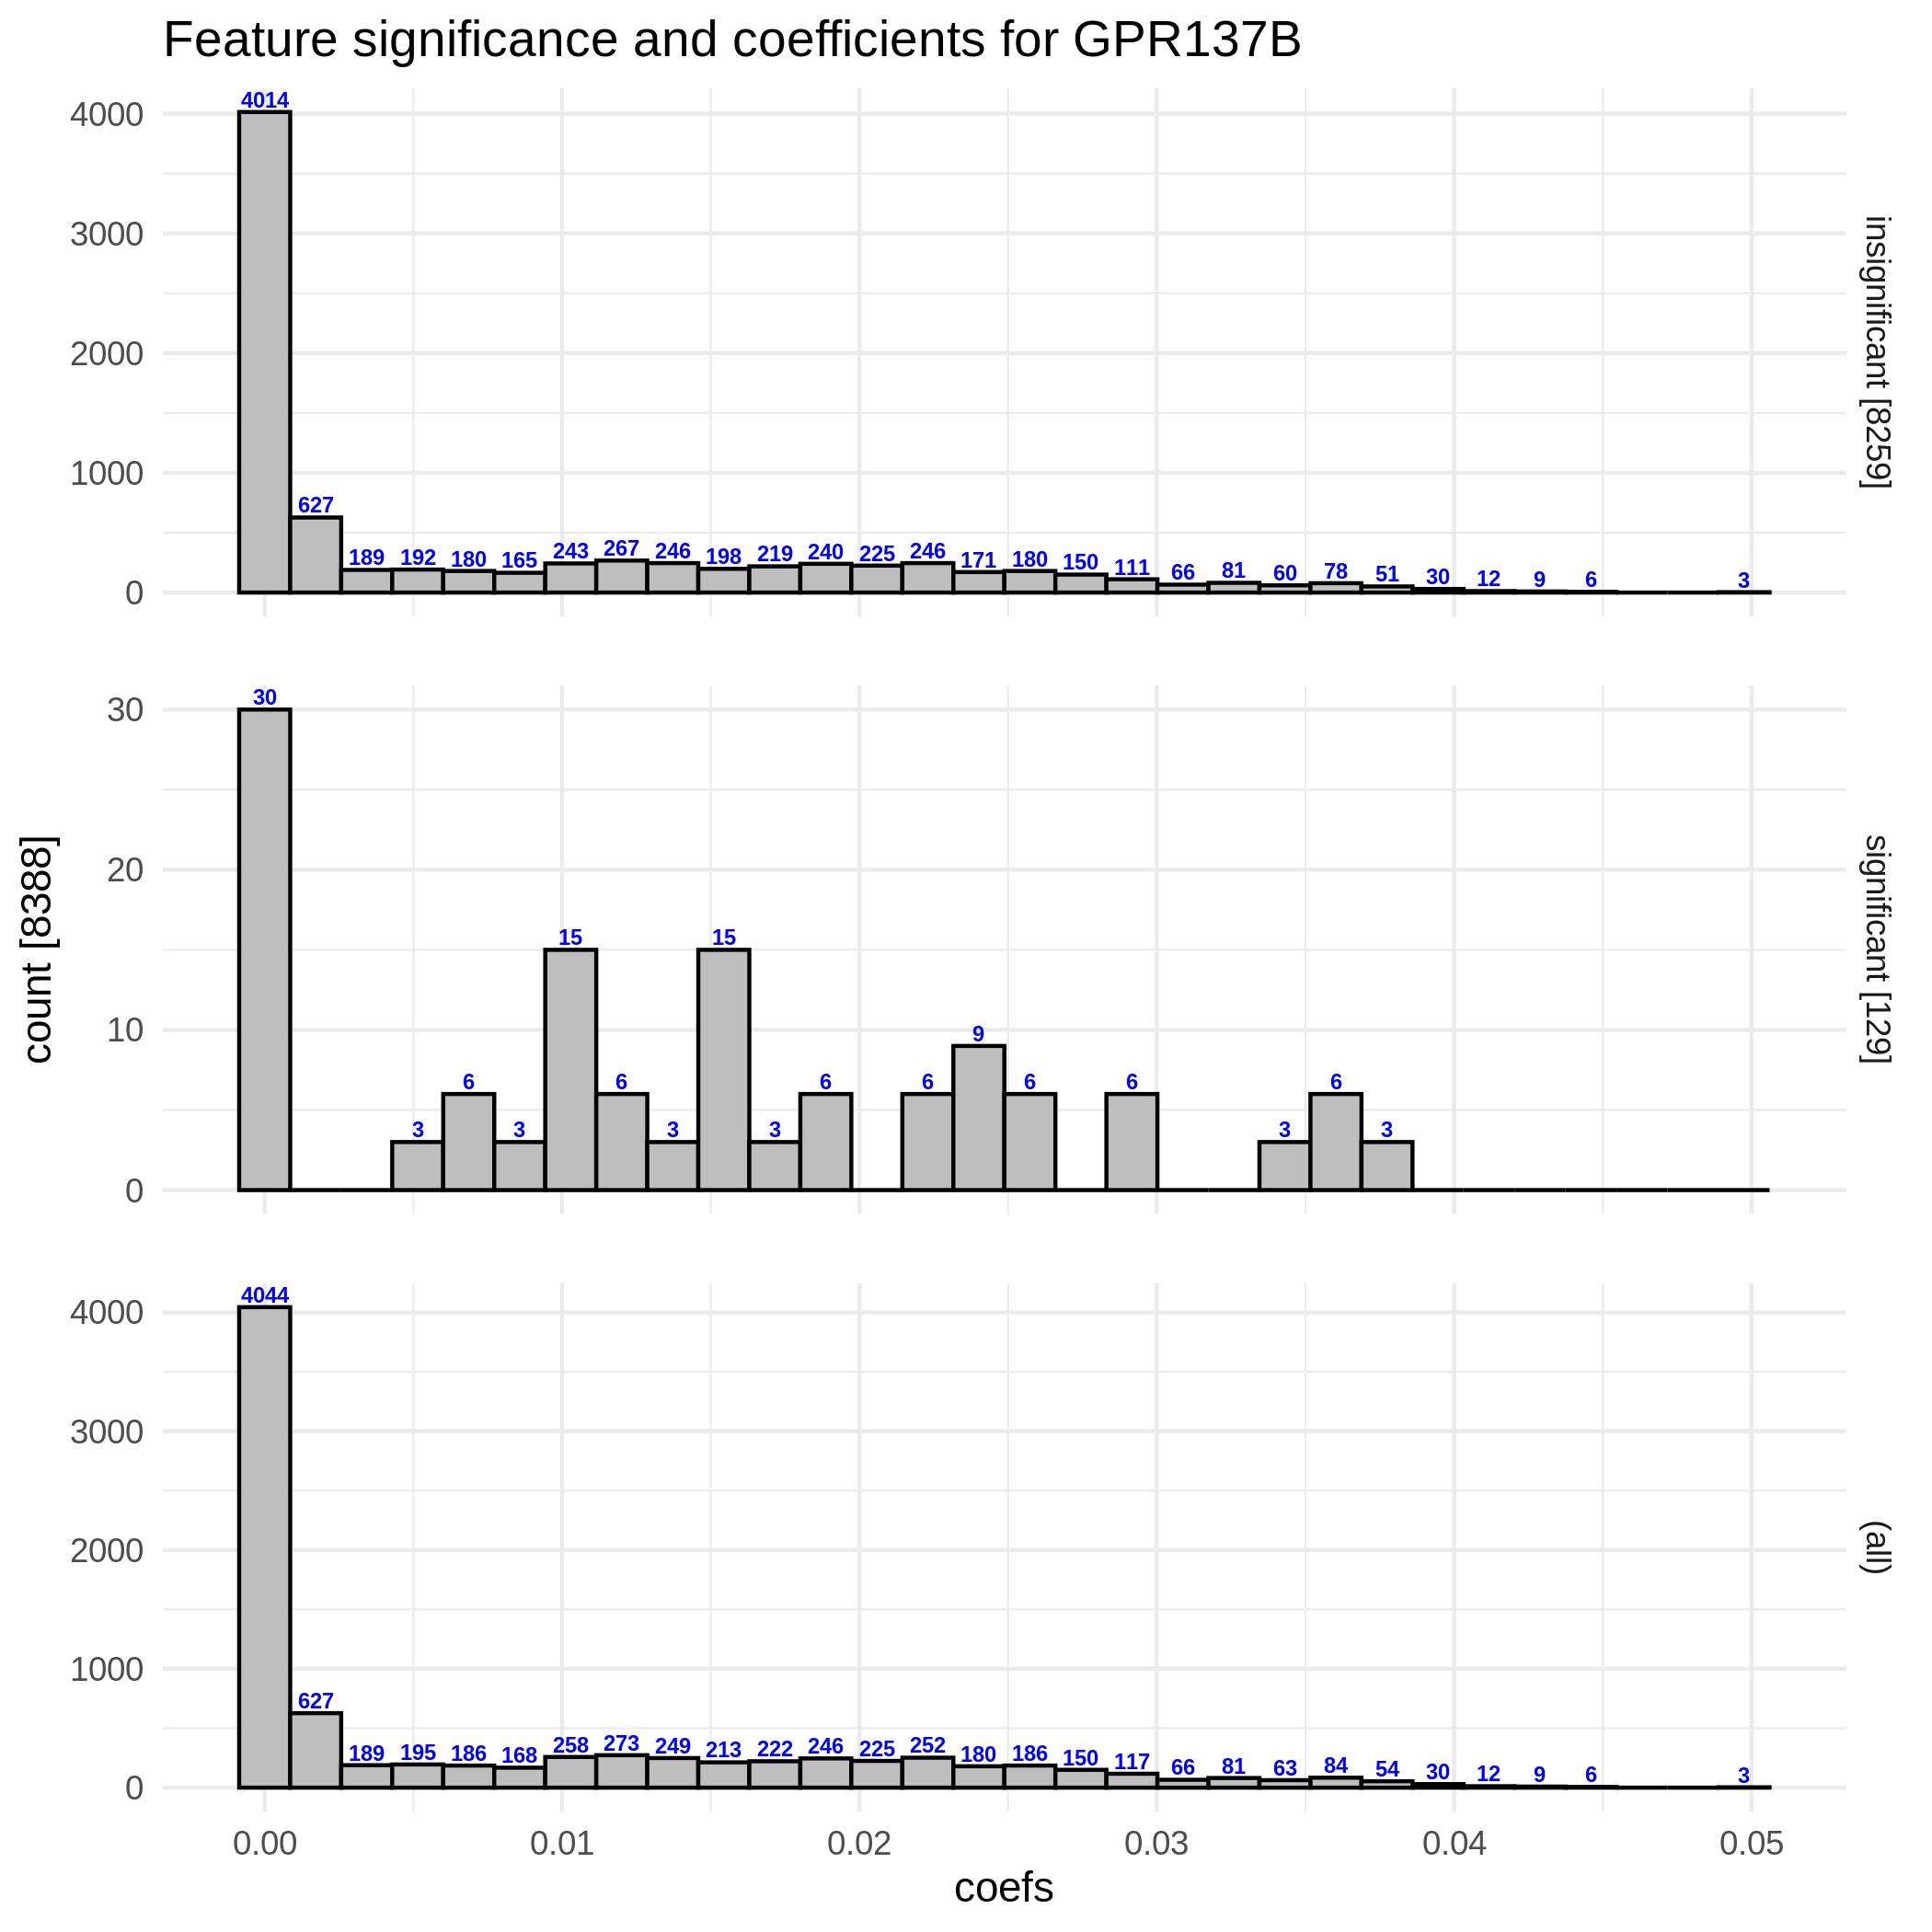 Feature significance and coefficients for GPR137B
4014
4000
3000
2000
1000
0
627
189 192 180 165 243 267 246 198 219 240 225 246 171 180 150 111 66 81 60 78 51 30 12 9 6 3
insignificant [8259]
count [8388]
30
20
10
0
30
3 6 3 15 6 3 15 3 6 6 9 6 6 3 6 3
significant [129]
4044
4000
3000
2000
1000
0
627
189 195 186 168 258 273 249 213 222 246 225 252 180 186 150 117 66 81 63 84 54 30 12 9 6 3
(all)
0.00 0.01 0.02 0.03 0.04 0.05
coefs